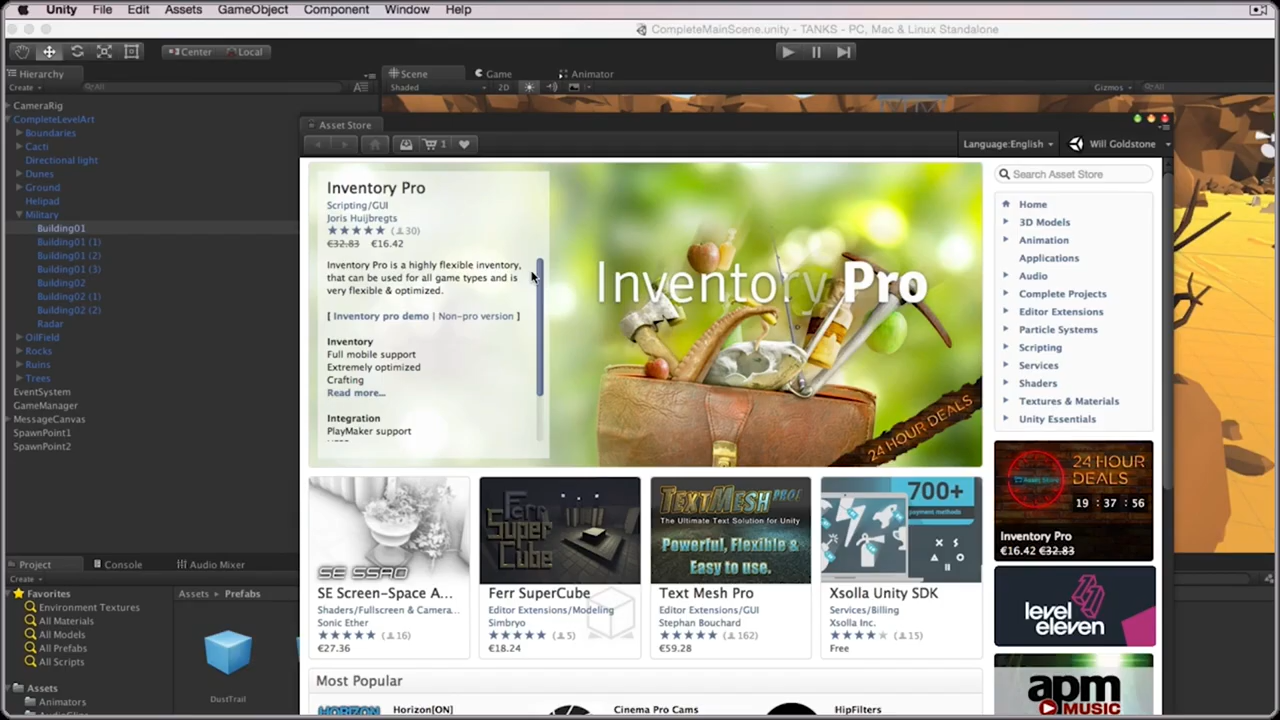 Unity File Edit Assets GameObject Component Window Help
CompleteMainScene.unity - TANKS - PC, Mac & Linux Standalone
Center Local
Hierarchy
Create All
Scene Game Animator
Shaded 2D Gizmos All
CameraRig
CompleteLevelArt
Boundaries
Cacti
Directional light
Dunes
Ground
Helipad
Military
Building01
Building01 (1)
Building01 (2)
Building01 (3)
Building02
Building02 (1)
Building02 (2)
Radar
OilField
Rocks
Ruins
Trees
EventSystem
GameManager
MessageCanvas
SpawnPoint1
SpawnPoint2
Asset Store
1
Language:English Will Goldstone
Inventory Pro
Scripting/GUI
Joris Huijbregts
(30)
€32.83 €16.42
Inventory Pro is a highly flexible inventory,
that can be used for all game types and is
very flexible & optimized.
[ Inventory pro demo | Non-pro version ]
Inventory
Full mobile support
Extremely optimized
Crafting
Read more...
Integration
PlayMaker support
Inventory Pro
24 HOUR DEALS
Search Asset Store
Home
3D Models
Animation
Applications
Audio
Complete Projects
Editor Extensions
Particle Systems
Scripting
Services
Shaders
Textures & Materials
Unity Essentials
24 HOUR
DEALS
Asset Store
19 : 37 : 56
Inventory Pro
€16.42 €32.83
level
eleven
apm
MUSIC
SE SSAO
SE Screen-Space A...
Shaders/Fullscreen & Camera...
Sonic Ether
(16)
€27.36
Ferr
Super
Cube
Ferr SuperCube
Editor Extensions/Modeling
Simbryo
(5)
€18.24
TEXTMESH PRO!
The Ultimate Text Solution for Unity
Powerful, Flexible &
Easy to use.
Text Mesh Pro
Editor Extensions/GUI
Stephan Bouchard
(162)
€59.28
700+
payment methods
Xsolla Unity SDK
Services/Billing
Xsolla Inc.
(15)
Free
Most Popular
HORIZON Horizon[ON]
Cinema Pro Cams
HipFilters
Project Console Audio Mixer
Create
Favorites
Environment Textures
All Materials
All Models
All Prefabs
All Scripts
Assets
Animators
AudioClips
Assets Prefabs
DustTrail